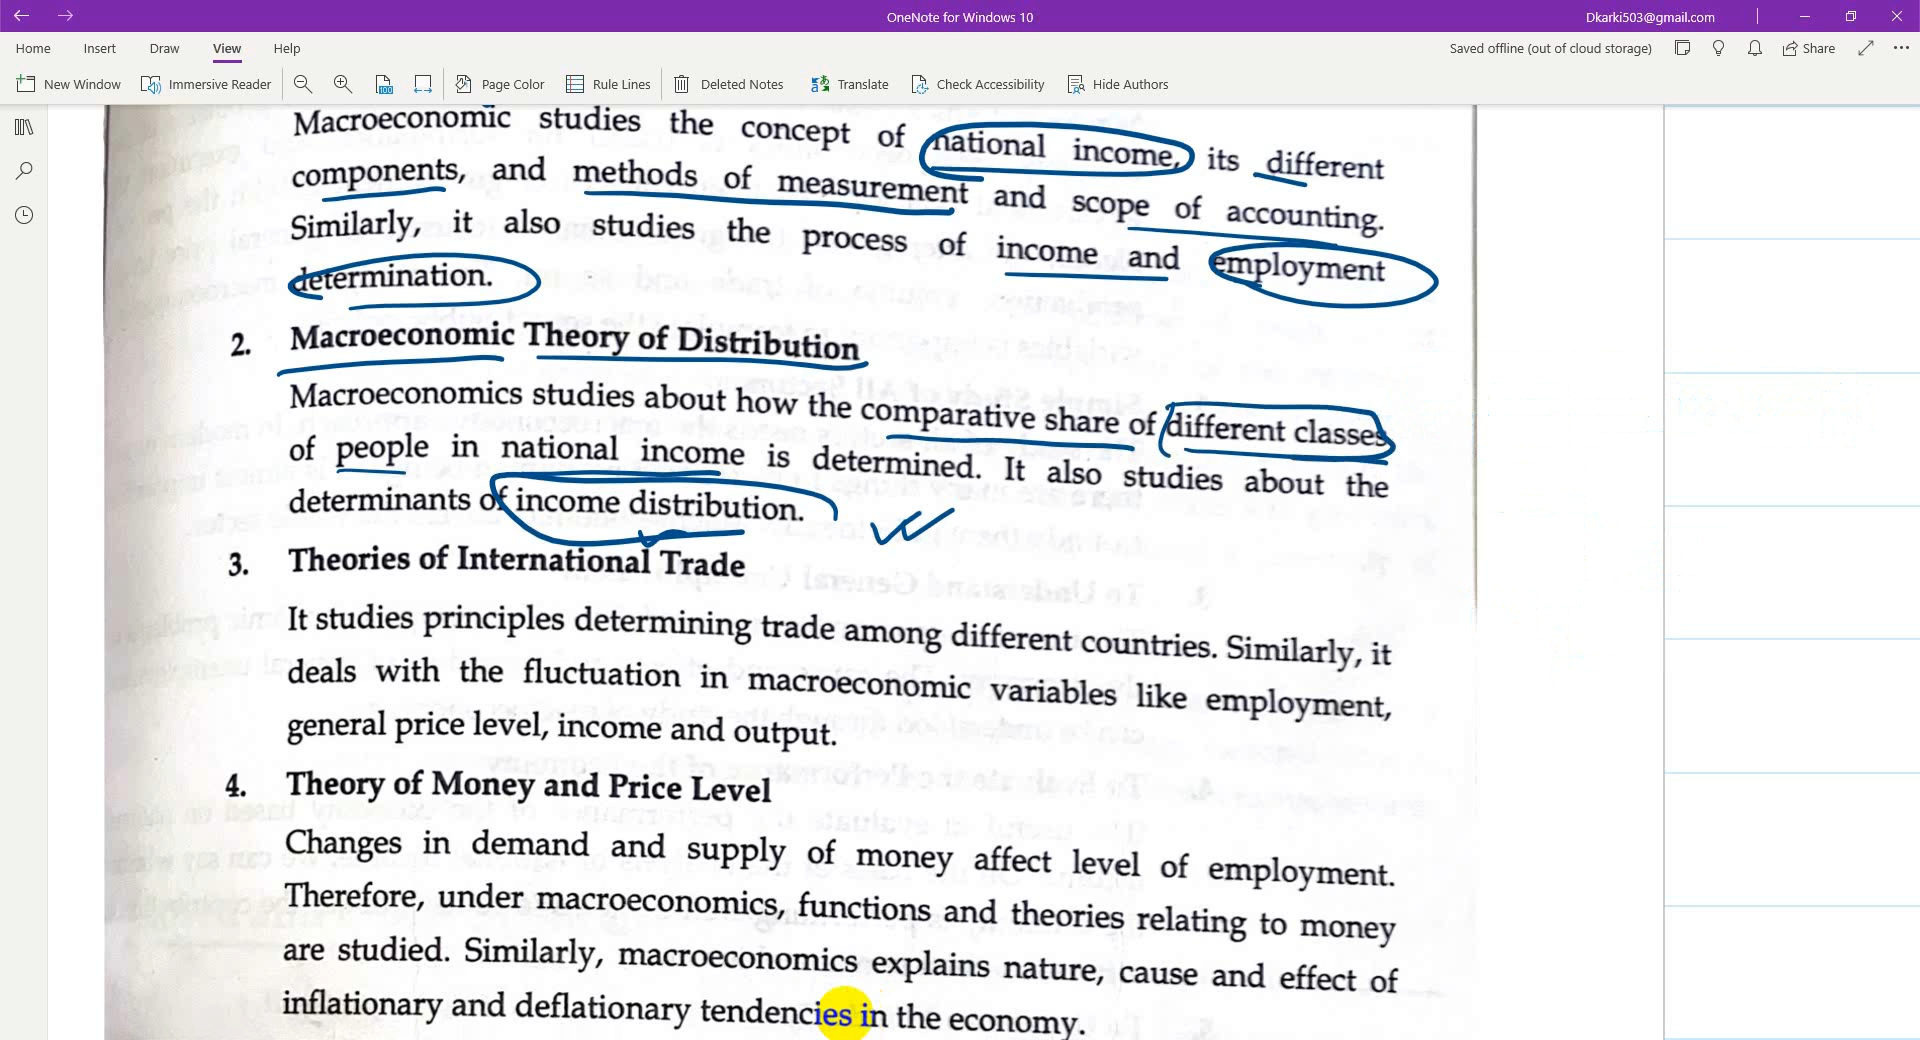 OneNote for Windows 10
Dkarki503@gmail.com
Home Insert Draw View Help
Saved offline (out of cloud storage)
Share
New Window Immersive Reader Page Color Rule Lines Deleted Notes Translate Check Accessibility Hide Authors
Macroeconomic studies the concept of national income, its different
components, and methods of measurement and scope of accounting.
Similarly, it also studies the process of income and employment
determination.
2. Macroeconomic Theory of Distribution
Macroeconomics studies about how the comparative share of different classes
of people in national income is determined. It also studies about the
determinants of income distribution.
3. Theories of International Trade
It studies principles determining trade among different countries. Similarly, it
deals with the fluctuation in macroeconomic variables like employment,
general price level, income and output.
4. Theory of Money and Price Level
Changes in demand and supply of money affect level of employment.
Therefore, under macroeconomics, functions and theories relating to money
are studied. Similarly, macroeconomics explains nature, cause and effect of
inflationary and deflationary tendencies in the economy.